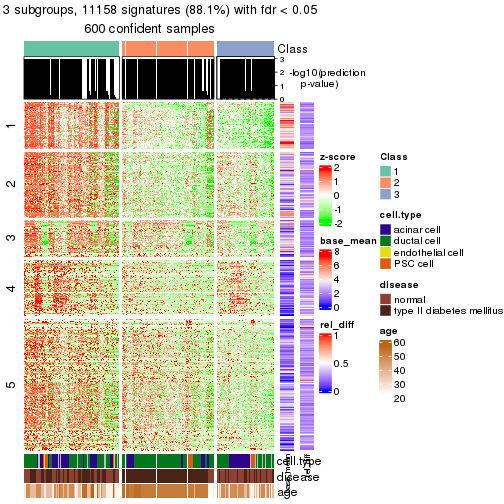 3 subgroups, 11158 signatures (88.1%) with fdr < 0.05
600 confident samples
Class
3
2
1
0
-log10(prediction
p-value)
1
2
3
4
5
z-score
2
1
0
-1
-2
base_mean
8
6
4
2
0
rel_diff
1
0.5
0
Class
1
2
3
cell.type
acinar cell
ductal cell
endothelial cell
PSC cell
disease
normal
type II diabetes mellitus
age
60
50
40
30
20
cell.type
disease
age